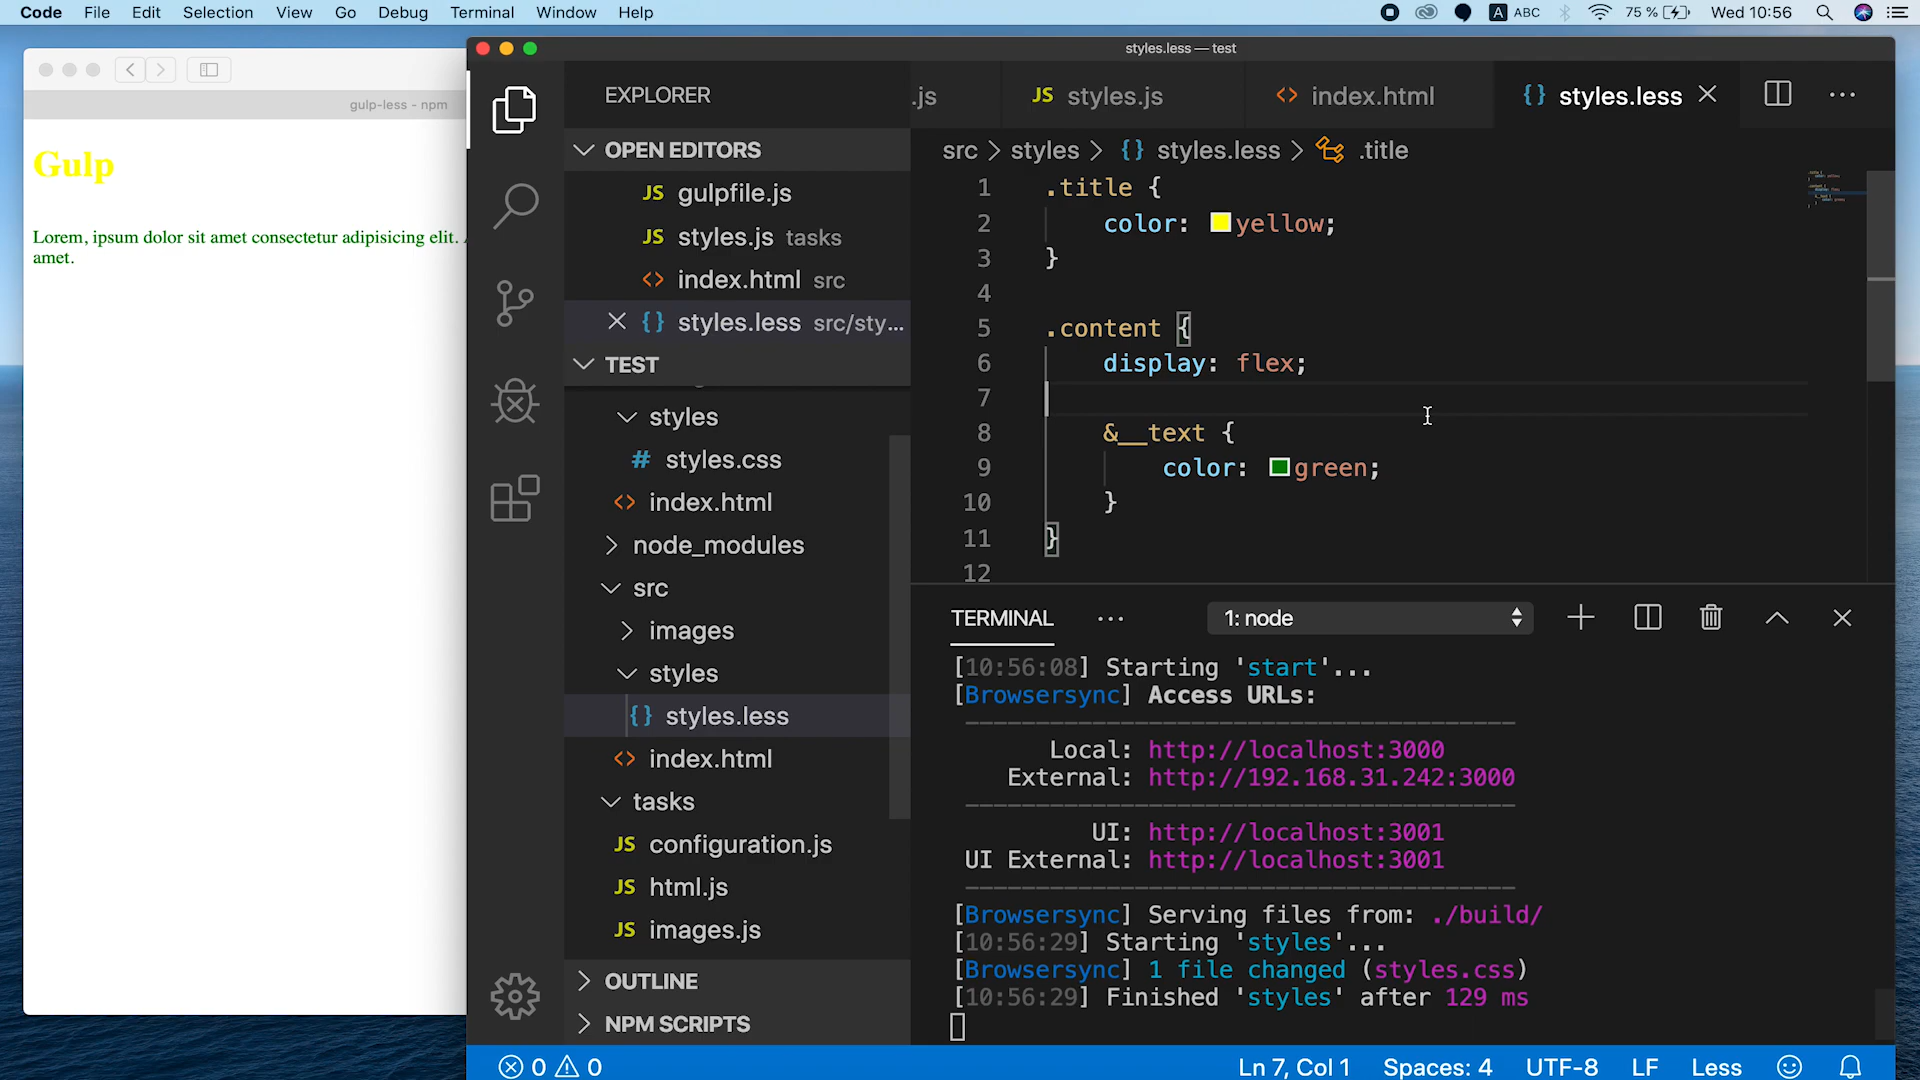 Code File Edit Selection View Go Debug Terminal Window Help
A ABC 75 % Wed 10:56
gulp-less - npm
Gulp
Lorem, ipsum dolor sit amet consectetur adipisicing elit.
amet.
styles.less — test
EXPLORER
OPEN EDITORS
JS gulpfile.js
JS styles.js tasks
<> index.html src
{} styles.less src/sty...
TEST
styles
# styles.css
<> index.html
node_modules
src
images
styles
{} styles.less
<> index.html
tasks
JS configuration.js
JS html.js
JS images.js
OUTLINE
NPM SCRIPTS
.js JS styles.js <> index.html {} styles.less
src > styles > {} styles.less > .title
1 .title {
2 color: yellow;
3 }
4
5 .content {
6 display: flex;
7
8 &__text {
9 color: green;
10 }
11 }
12
TERMINAL ... 1: node
[10:56:08] Starting 'start'...
[Browsersync] Access URLs:
Local: http://localhost:3000
External: http://192.168.31.242:3000
UI: http://localhost:3001
UI External: http://localhost:3001
[Browsersync] Serving files from: ./build/
[10:56:29] Starting 'styles'...
[Browsersync] 1 file changed (styles.css)
[10:56:29] Finished 'styles' after 129 ms
0 0 Ln 7, Col 1 Spaces: 4 UTF-8 LF Less